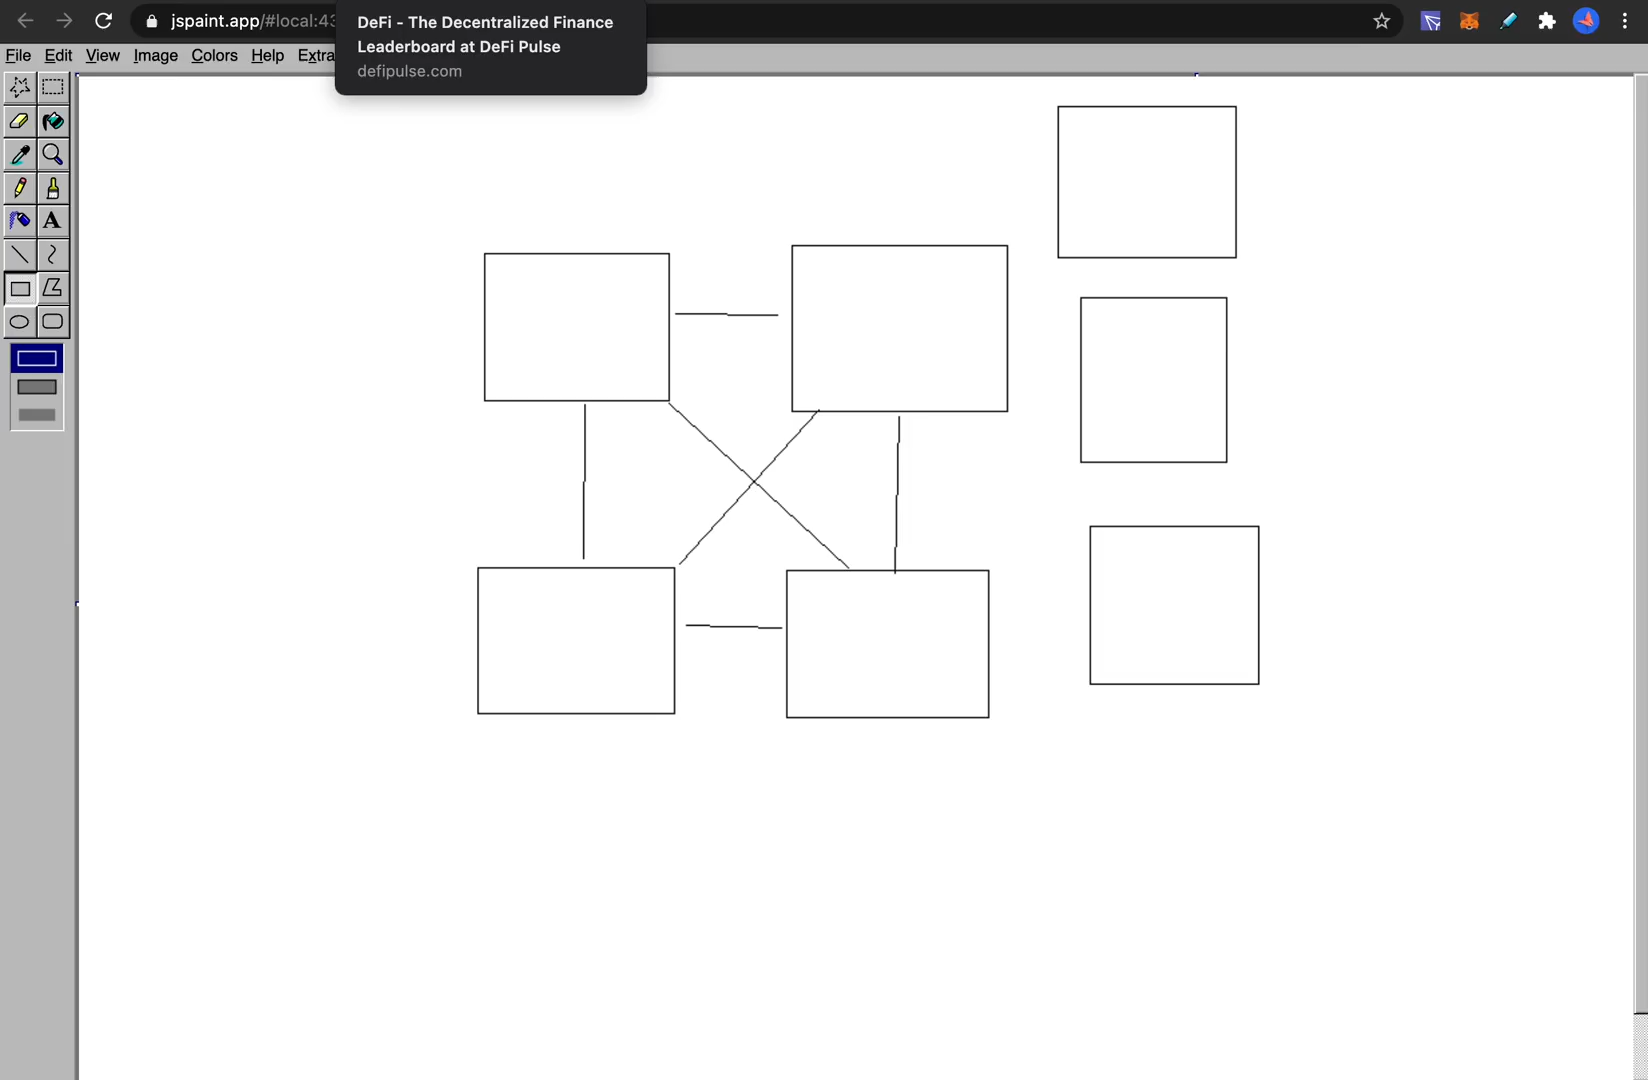 jspaint.app/#local:43
DeFi - The Decentralized Finance
Leaderboard at DeFi Pulse
defipulse.com
File Edit View Image Colors Help Extra
A